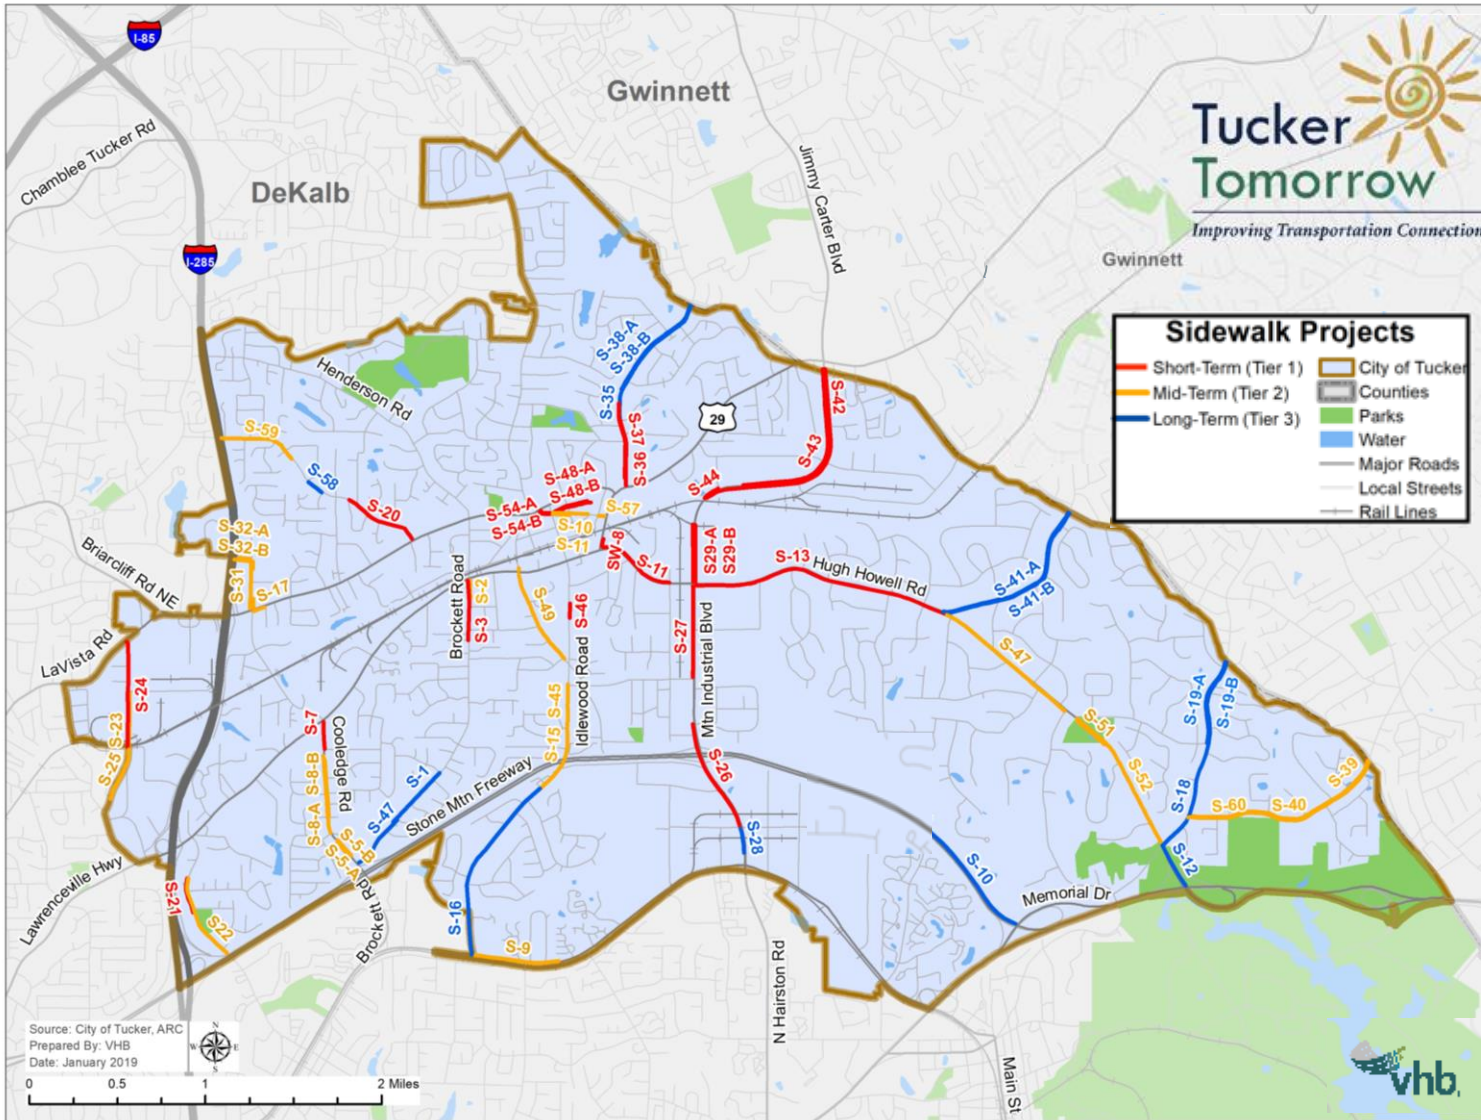 I-85
Gwinnett
Chamblee Tucker Rd
DeKalb
Jimmy Carter Blvd
Tucker
Tomorrow
Improving Transportation Connection
Gwinnett
I-285
Sidewalk Projects
Short-Term (Tier 1)
Mid-Term (Tier 2)
Long-Term (Tier 3)
City of Tucker
Counties
Parks
Water
Major Roads
Local Streets
Rail Lines
Henderson Rd
S-38-A
S-38-B
S-35
S-37
S-36
29
S-42
S-43
S-44
S-59
S-58
S-20
S-48-A
S-48-B
S-54-A
S-54-B
S-57
S-10
S-11
SW-8
S-11
S29-A
S29-B
S-13
Hugh Howell Rd
S-41-A
S-41-B
S-32-A
S-32-B
S-31
S-17
Briarcliff Rd NE
LaVista Rd
Brockett Road
S-2
S-3
S-49
S-46
S-27
Mtn Industrial Blvd
S-47
S-24
S-23
S-25
S-7
Cooledge Rd
S-8-B
S-8-A
S-45
S-15
Idlewood Road
S-1
S-47
Stone Mtn Freeway
S-26
S-28
S-51
S-52
S-19-A
S-19-B
S-18
S-39
S-60
S-40
S-12
S-10
Memorial Dr
S-5-B
S-5-A
Brockett Rd
Lawrenceville Hwy
S-21
S22
S-16
S-9
N Hairston Rd
Main St
Source: City of Tucker, ARC
Prepared By: VHB
Date: January 2019
N
W
E
S
0 0.5 1 2 Miles
vhb